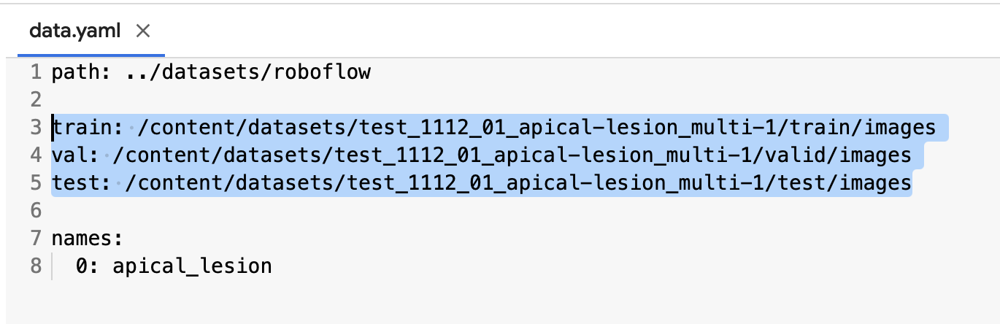 data.yaml ×
1 path: ../datasets/roboflow
2
3 train: /content/datasets/test_1112_01_apical-lesion_multi-1/train/images
4 val: /content/datasets/test_1112_01_apical-lesion_multi-1/valid/images
5 test: /content/datasets/test_1112_01_apical-lesion_multi-1/test/images
6
7 names:
8   0: apical_lesion